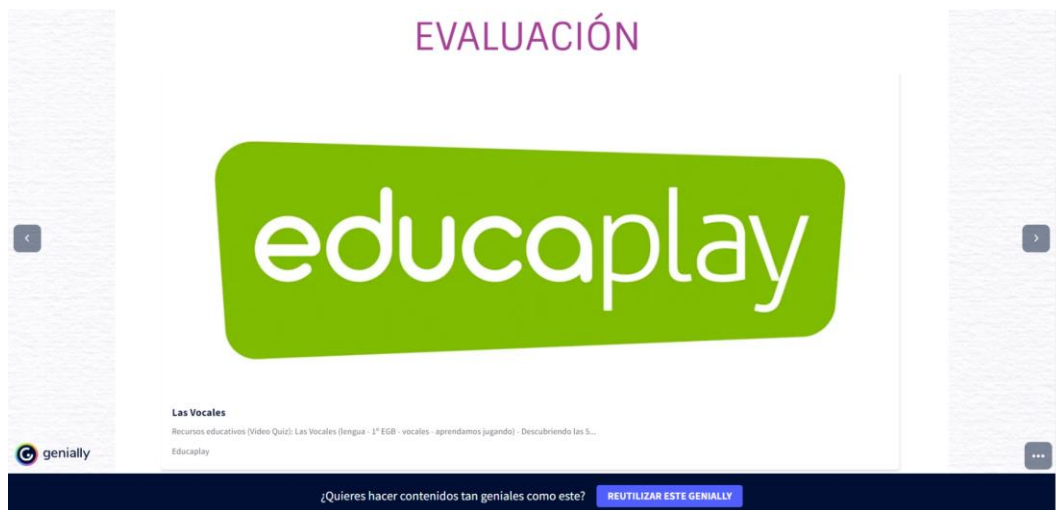 EVALUACIÓN
educaplay
Las Vocales
Recursos educativos (Video Quiz): Las Vocales (lengua - 1º EGB - vocales - aprendamos jugando) - Descubriendo las 5...
Educaplay
genially
¿Quieres hacer contenidos tan geniales como este?
REUTILIZAR ESTE GENIALLY